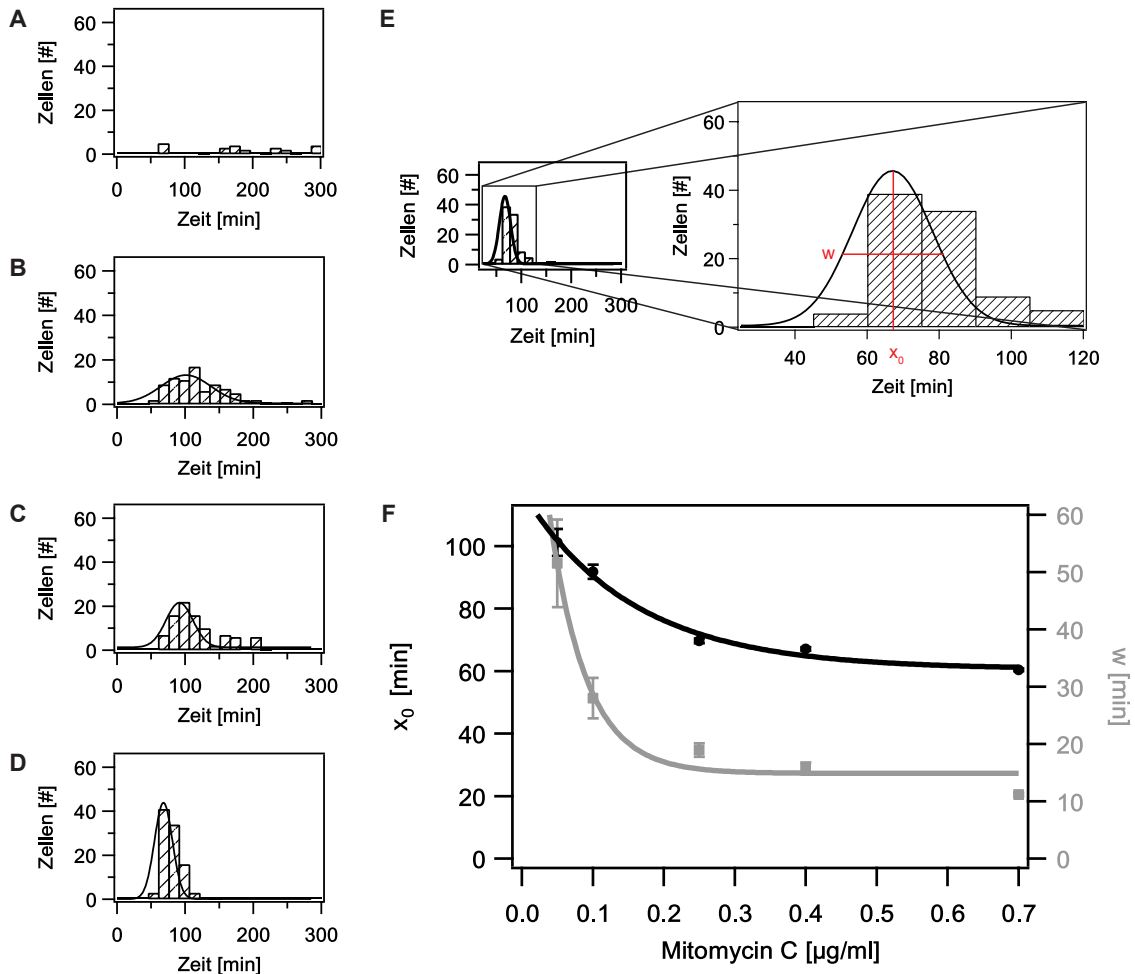 A
Zellen [#]
60
40
20
0
0 100 200 300
Zeit [min]
B
Zellen [#]
60
40
20
0
0 100 200 300
Zeit [min]
C
Zellen [#]
60
40
20
0
0 100 200 300
Zeit [min]
D
Zellen [#]
60
40
20
0
0 100 200 300
Zeit [min]
E
Zellen [#]
60
40
20
0
100 200 300
Zeit [min]
Zellen [#]
60
40
20
0
w
x₀
40 60 80 100 120
Zeit [min]
F
x₀ [min]
100
80
60
40
20
0
0.0 0.1 0.2 0.3 0.4 0.5 0.6 0.7
Mitomycin C [µg/ml]
60
50
40
30
20
10
0
w [min]